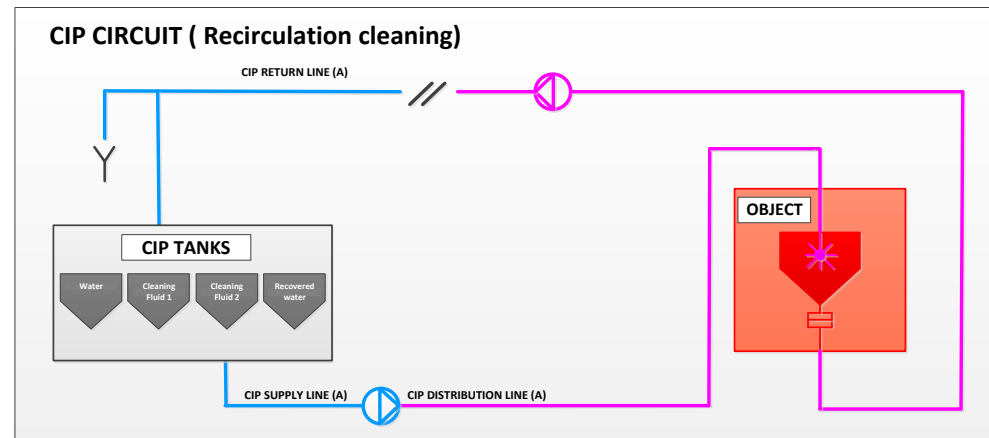 CIP CIRCUIT ( Recirculation cleaning)
CIP RETURN LINE (A)
OBJECT
CIP TANKS
Water
Cleaning
Fluid 1
Cleaning
Fluid 2
Recovered
water
CIP SUPPLY LINE (A)
CIP DISTRIBUTION LINE (A)